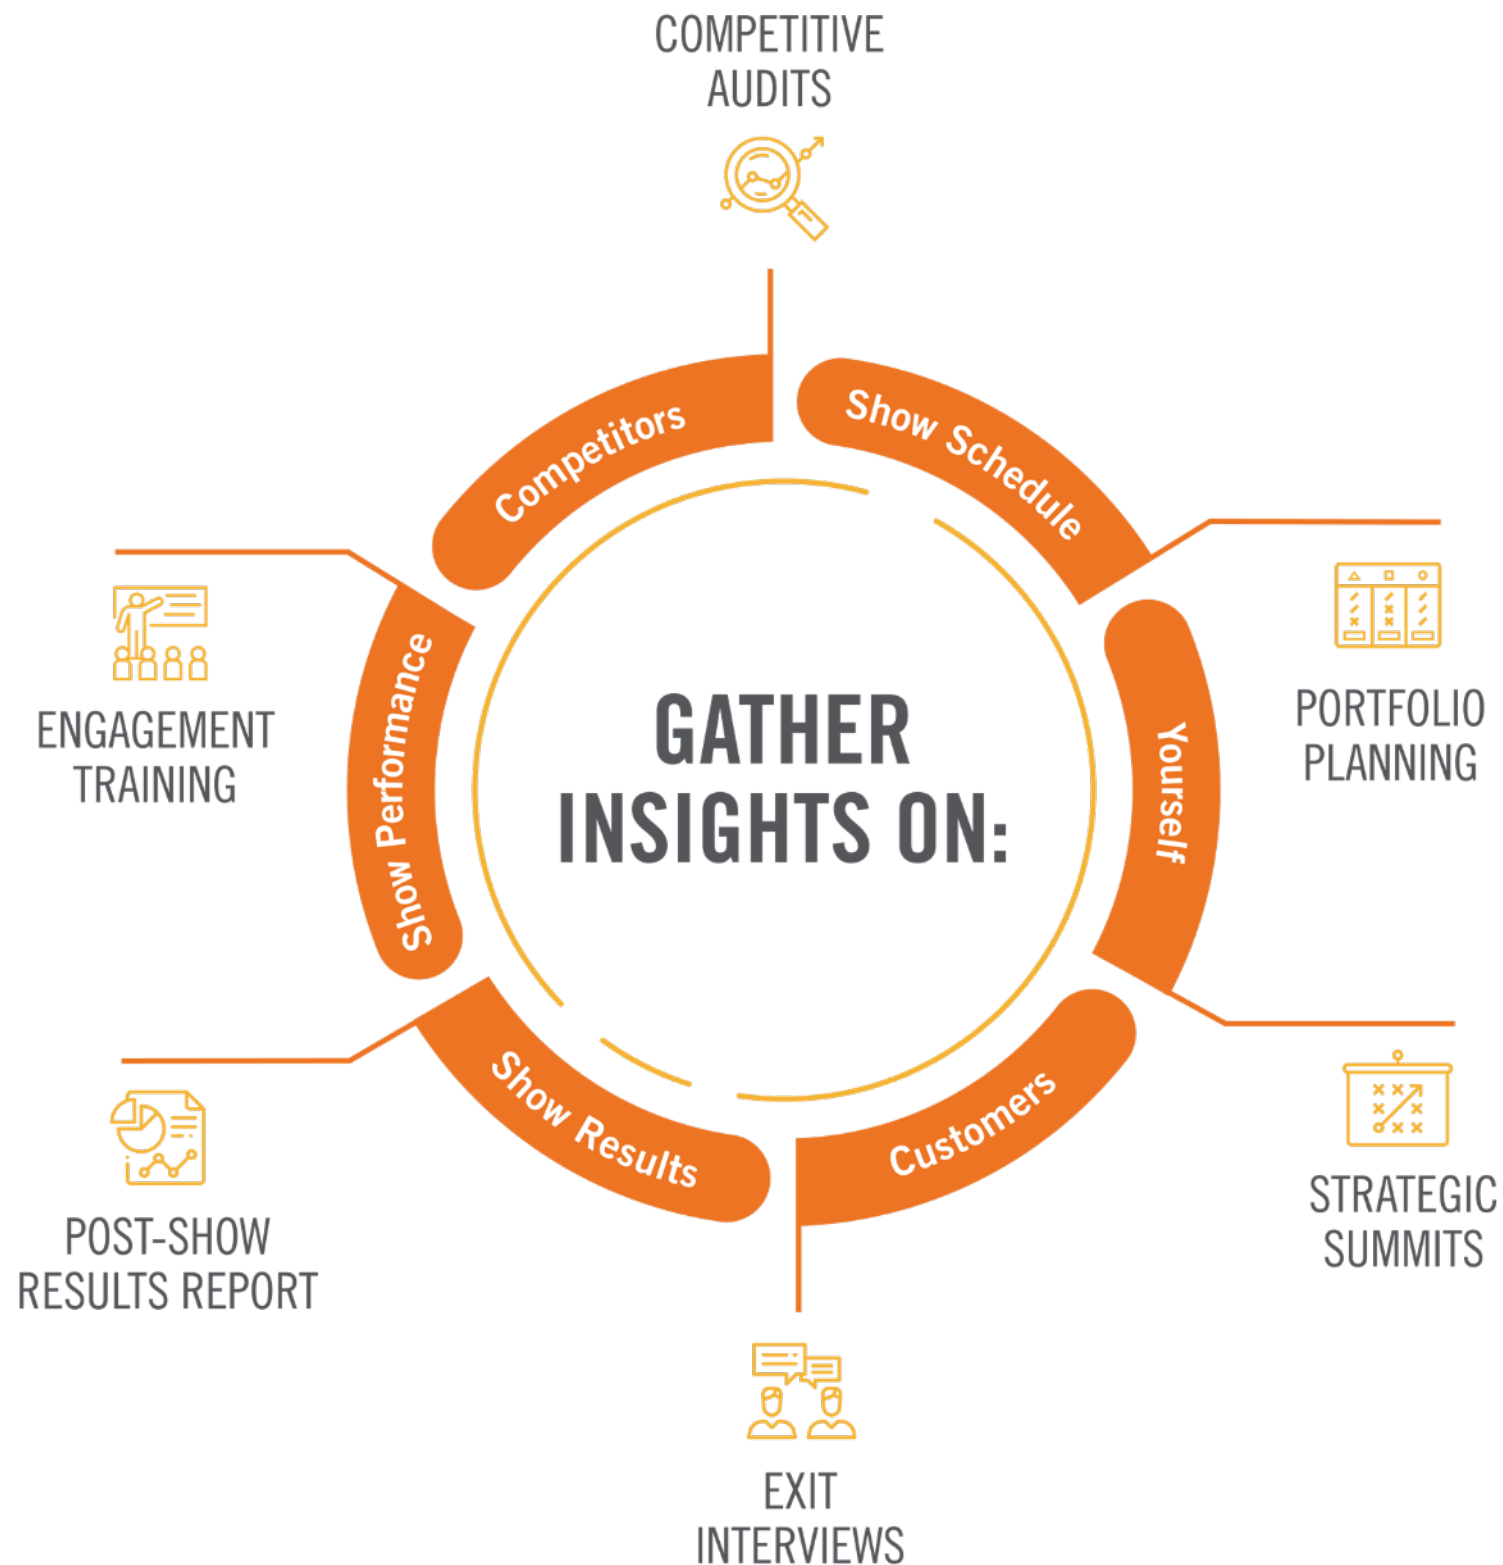 COMPETITIVE
AUDITS
Competitors
Show Schedule
ENGAGEMENT
TRAINING
Show Performance
GATHER
INSIGHTS ON:
Yourself
PORTFOLIO
PLANNING
POST-SHOW
RESULTS REPORT
Show Results
Customers
STRATEGIC
SUMMITS
EXIT
INTERVIEWS